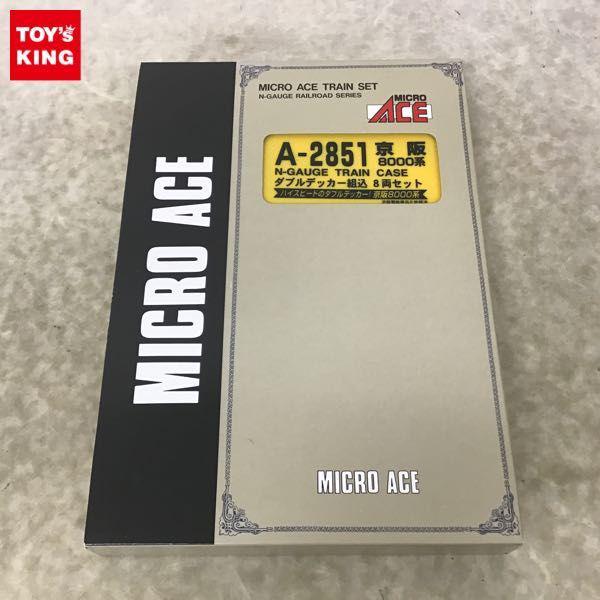 TOY's
KING
MICRO ACE
MICRO ACE TRAIN SET
N-GAUGE RAILROAD SERIES
MICRO
ACE
A-2851 京阪
8000系
N-GAUGE TRAIN CASE
ダブルデッカー組込 8両セット
ハイスピードのダブルデッカー! 京阪8000系
MICRO ACE